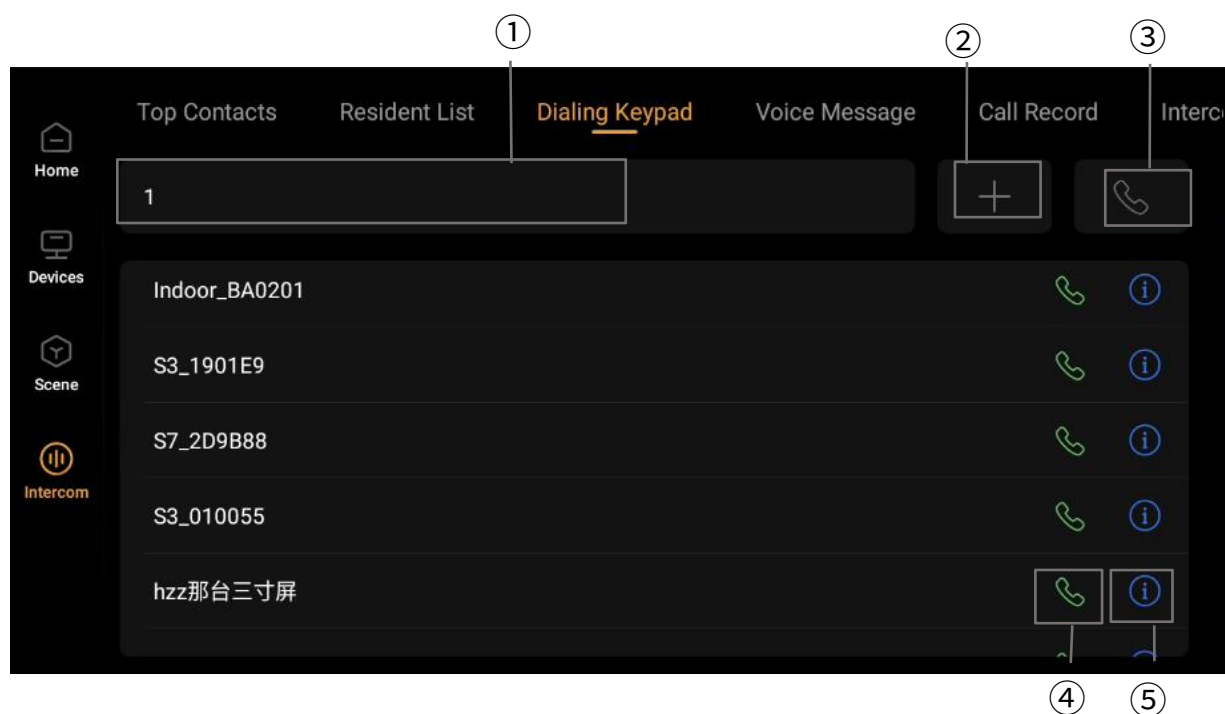 ① ② ③
Top Contacts Resident List Dialing Keypad Voice Message Call Record Interc
Home
1
Devices
Indoor_BA0201
S3_1901E9
Scene
S7_2D9B88
Intercom
S3_010055
hzz那台三寸屏
④ ⑤